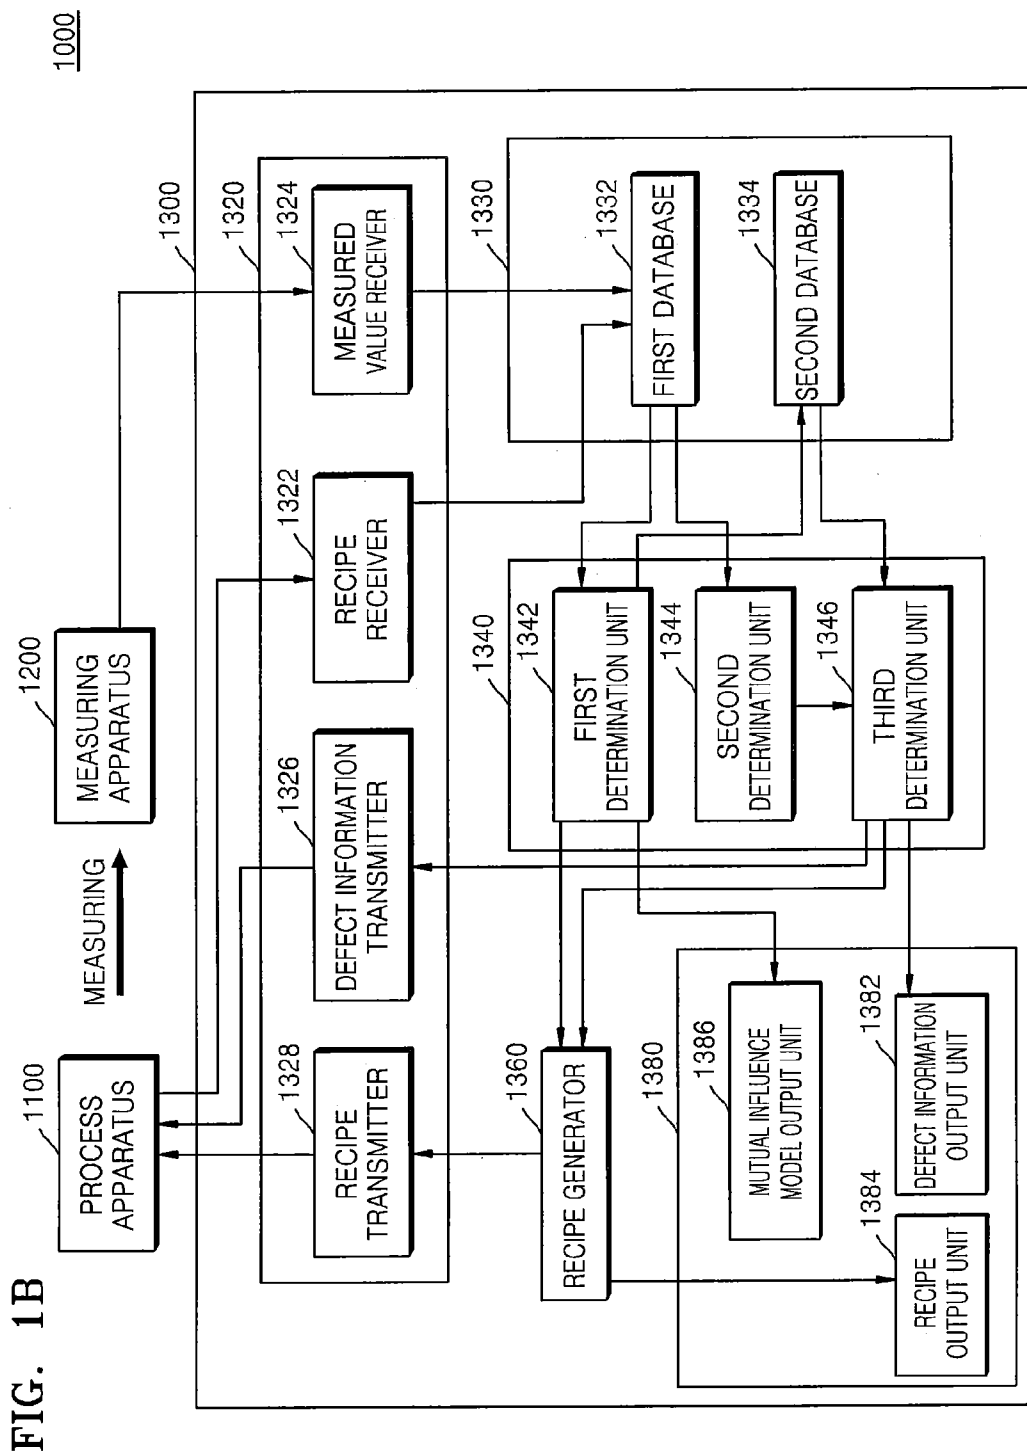 FIG. 1B
1000
1100
PROCESS
APPARATUS
MEASURING
1200
MEASURING
APPARATUS
1300
1320
1328
RECIPE
TRANSMITTER
1326
DEFECT INFORMATION
TRANSMITTER
1322
RECIPE
RECEIVER
1324
MEASURED
VALUE RECEIVER
1360
RECIPE GENERATOR
1340
1342
FIRST
DETERMINATION UNIT
1344
SECOND
DETERMINATION UNIT
1346
THIRD
DETERMINATION UNIT
1330
1332
FIRST DATABASE
1334
SECOND DATABASE
1380
1386
MUTUAL INFLUENCE
MODEL OUTPUT UNIT
1384
RECIPE
OUTPUT UNIT
1382
DEFECT INFORMATION
OUTPUT UNIT